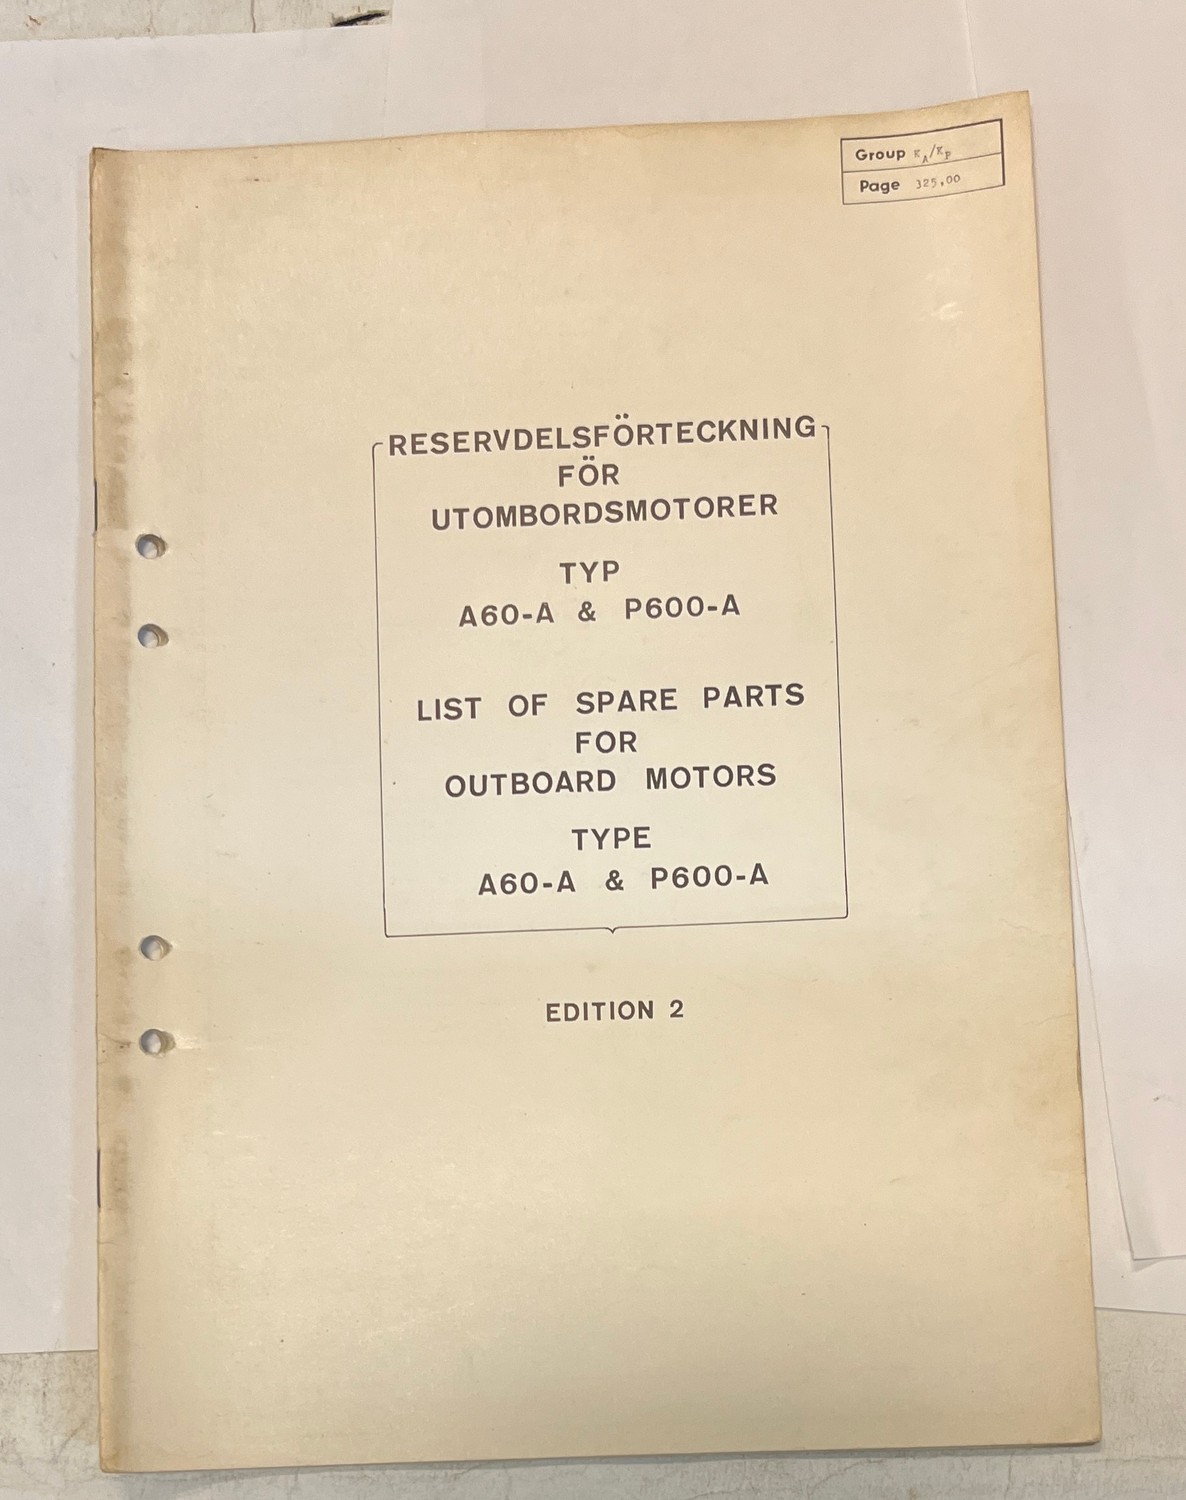 Group KA/KP
Page 325,00
RESERVDELSFÖRTECKNING
FÖR
UTOMBORDSMOTORER
TYP
A60-A & P600-A
LIST OF SPARE PARTS
FOR
OUTBOARD MOTORS
TYPE
A60-A & P600-A
EDITION 2